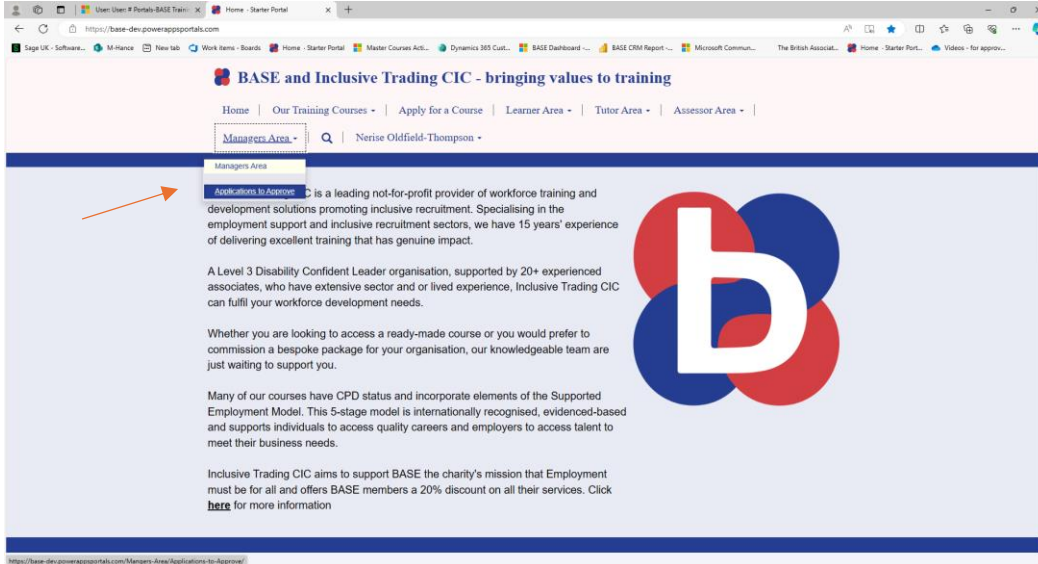 User: User: # Portals-BASE Traini
Home - Starter Portal
https://base-dev.powerappsportals.com
Sage UK - Software...
M-Hance
New tab
Work items - Boards
Home - Starter Portal
Master Courses Acti...
Dynamics 365 Cust...
BASE Dashboard -...
BASE CRM Report -...
Microsoft Commun...
The British Associat...
Home - Starter Port...
Videos - for approv...
BASE and Inclusive Trading CIC - bringing values to training
Home | Our Training Courses | Apply for a Course | Learner Area | Tutor Area | Assessor Area |
Managers Area | | Nerise Oldfield-Thompson
Managers Area
Applications to Approve
C is a leading not-for-profit provider of workforce training and
development solutions promoting inclusive recruitment. Specialising in the
employment support and inclusive recruitment sectors, we have 15 years' experience
of delivering excellent training that has genuine impact.
A Level 3 Disability Confident Leader organisation, supported by 20+ experienced
associates, who have extensive sector and or lived experience, Inclusive Trading CIC
can fulfil your workforce development needs.
Whether you are looking to access a ready-made course or you would prefer to
commission a bespoke package for your organisation, our knowledgeable team are
just waiting to support you.
Many of our courses have CPD status and incorporate elements of the Supported
Employment Model. This 5-stage model is internationally recognised, evidenced-based
and supports individuals to access quality careers and employers to access talent to
meet their business needs.
Inclusive Trading CIC aims to support BASE the charity's mission that Employment
must be for all and offers BASE members a 20% discount on all their services. Click
here for more information
b
https://base-dev.powerappsportals.com/Mangers-Area/Applications-to-Approve/